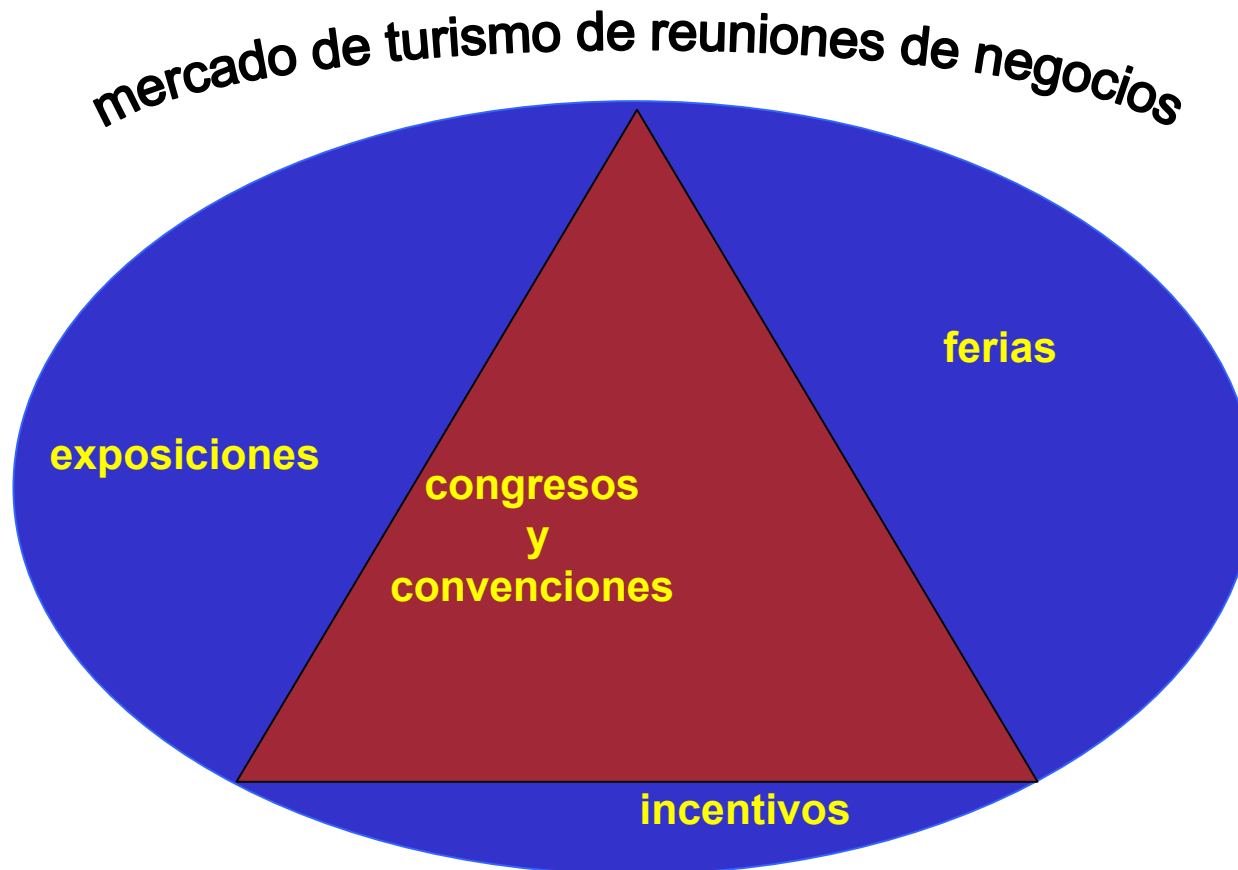 mercado de turismo de reuniones de negocios
ferias
exposiciones
congresos
y
convenciones
incentivos